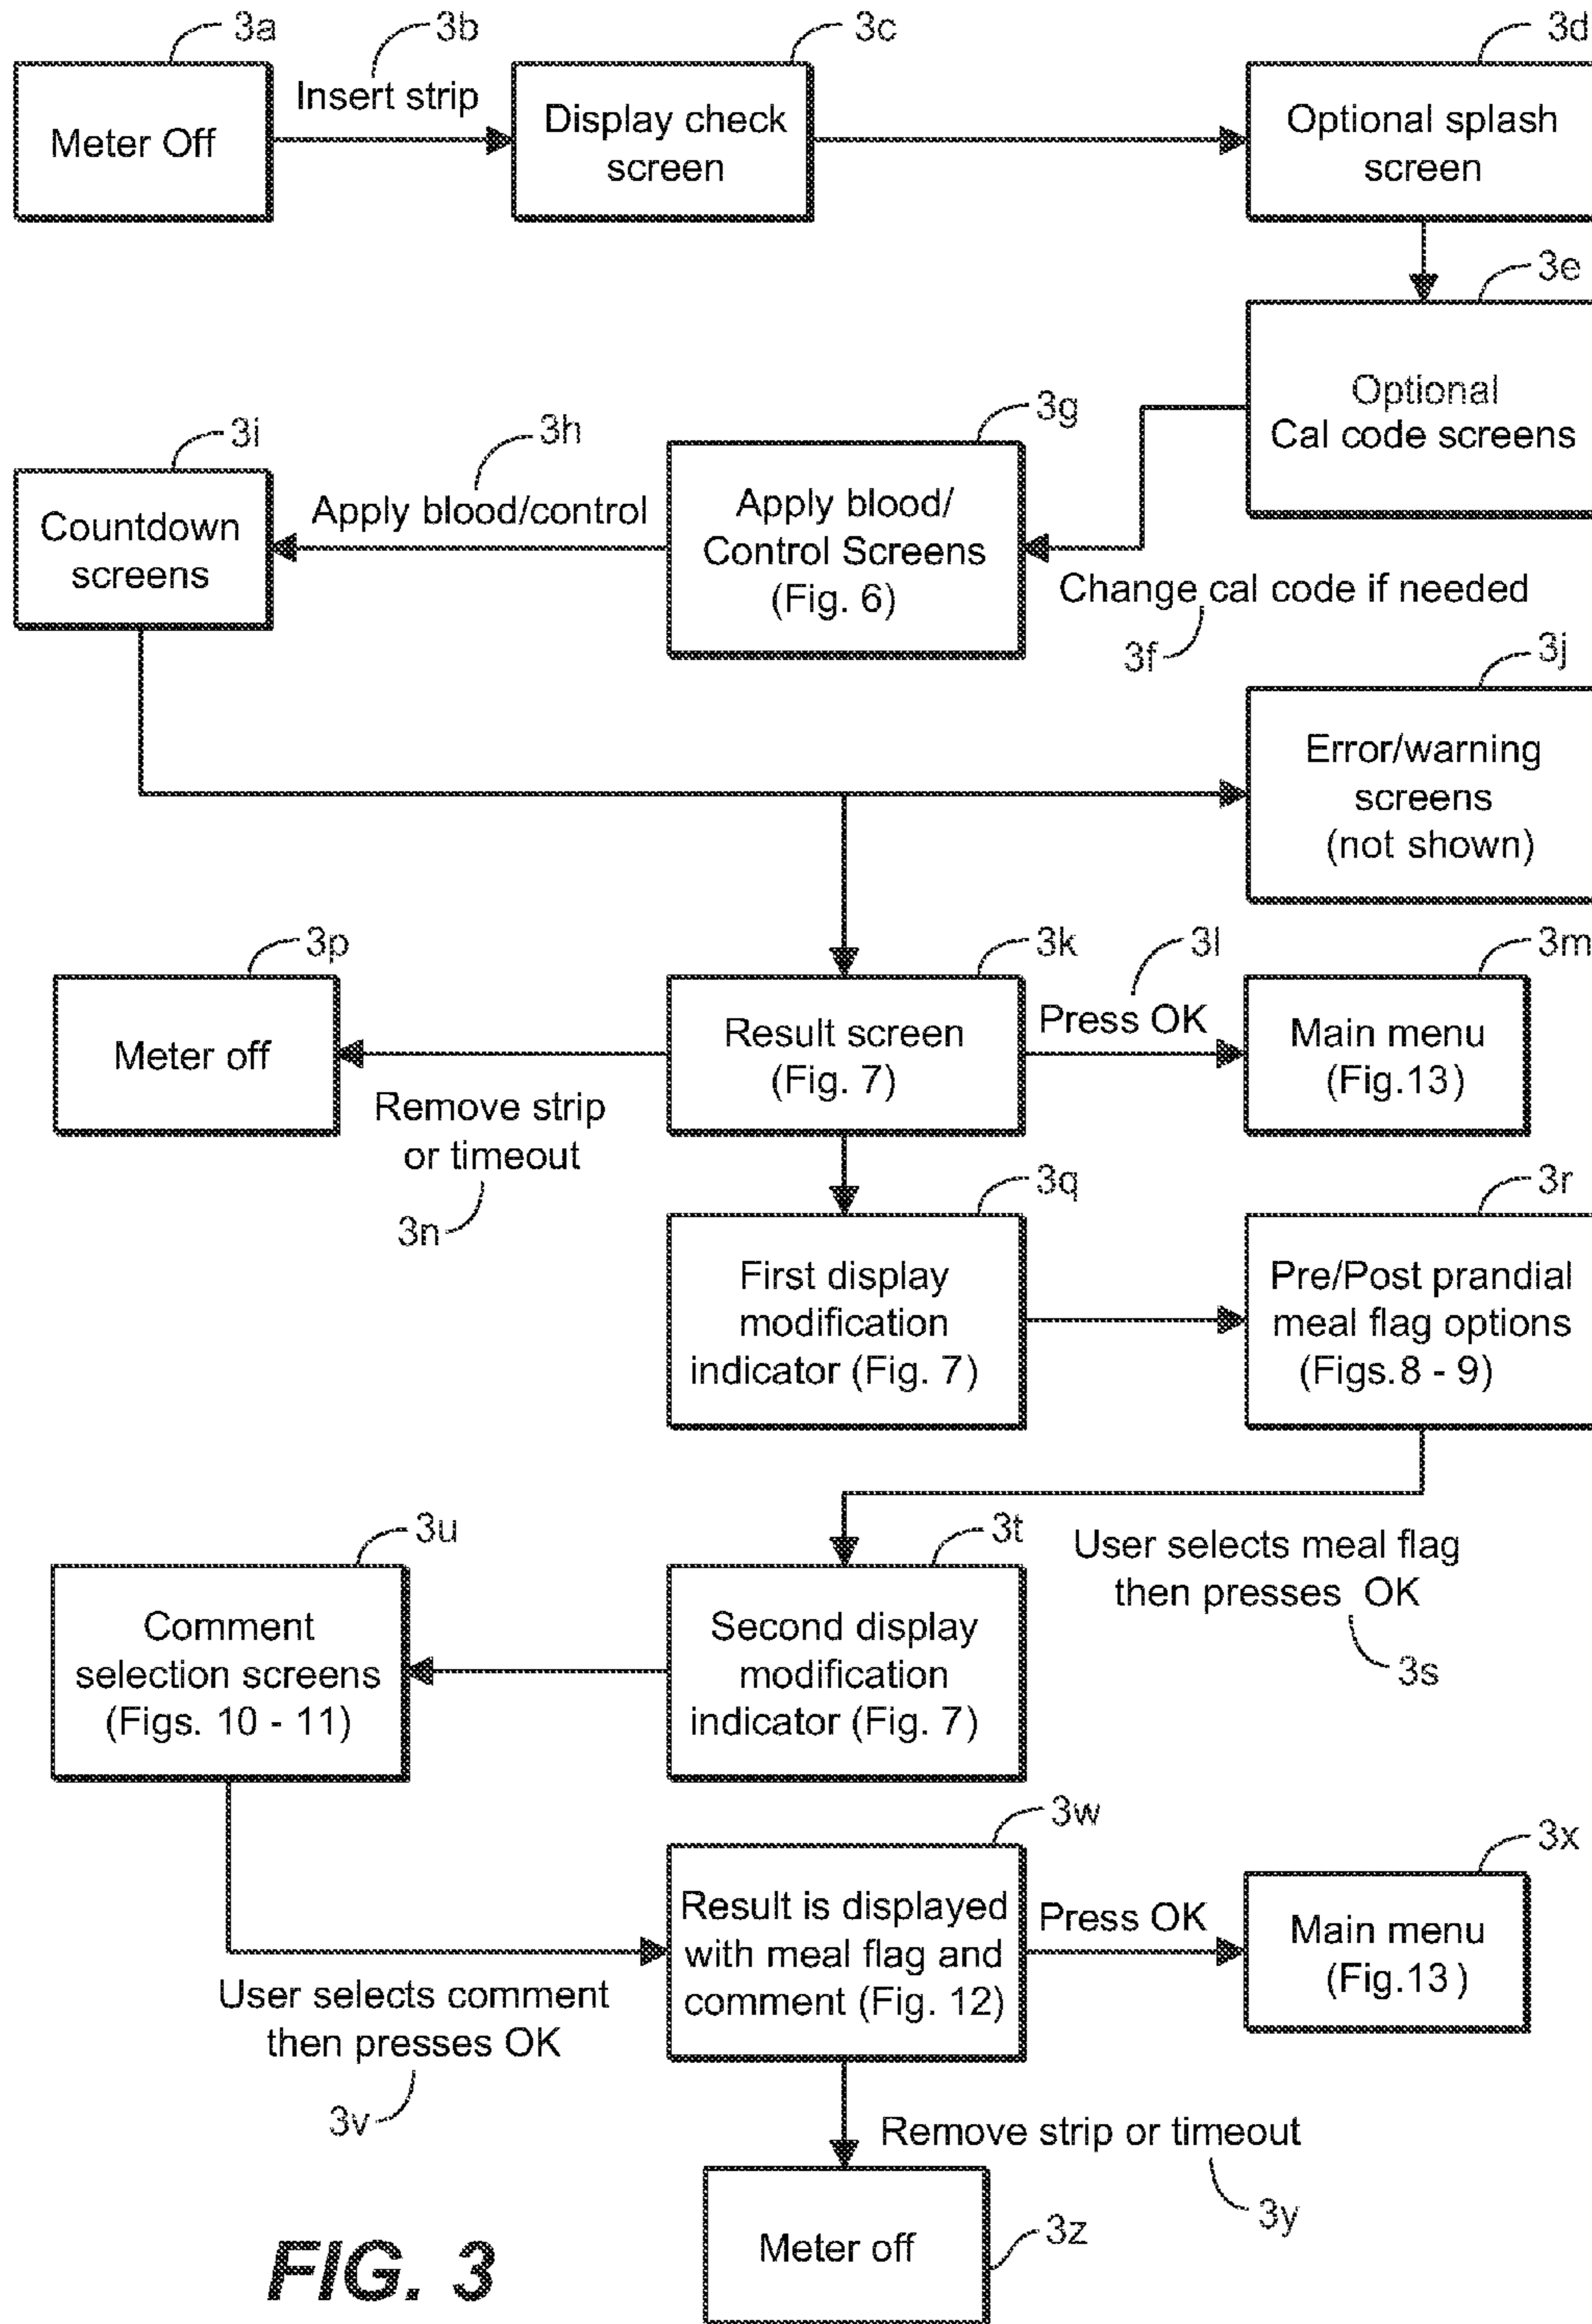 3a
3b
3c
3d
Meter Off
Insert strip
Display check
screen
Optional splash
screen
3e
Optional
Cal code screens
3i
3h
3g
Countdown
screens
Apply blood/control
Apply blood/
Control Screens
(Fig. 6)
Change cal code if needed
3f
3j
Error/warning
screens
(not shown)
3p
3k
3l
3m
Meter off
Remove strip
or timeout
3n
Result screen
(Fig. 7)
Press OK
Main menu
(Fig.13)
3q
3r
First display
modification
indicator (Fig. 7)
Pre/Post prandial
meal flag options
(Figs.8 - 9)
3u
3t
User selects meal flag
then presses OK
3s
Comment
selection screens
(Figs. 10 - 11)
Second display
modification
indicator (Fig. 7)
3w
3x
User selects comment
then presses OK
3v
Result is displayed
with meal flag and
comment (Fig. 12)
Press OK
Main menu
(Fig.13 )
Remove strip or timeout
3y
Meter off
3z
FIG. 3